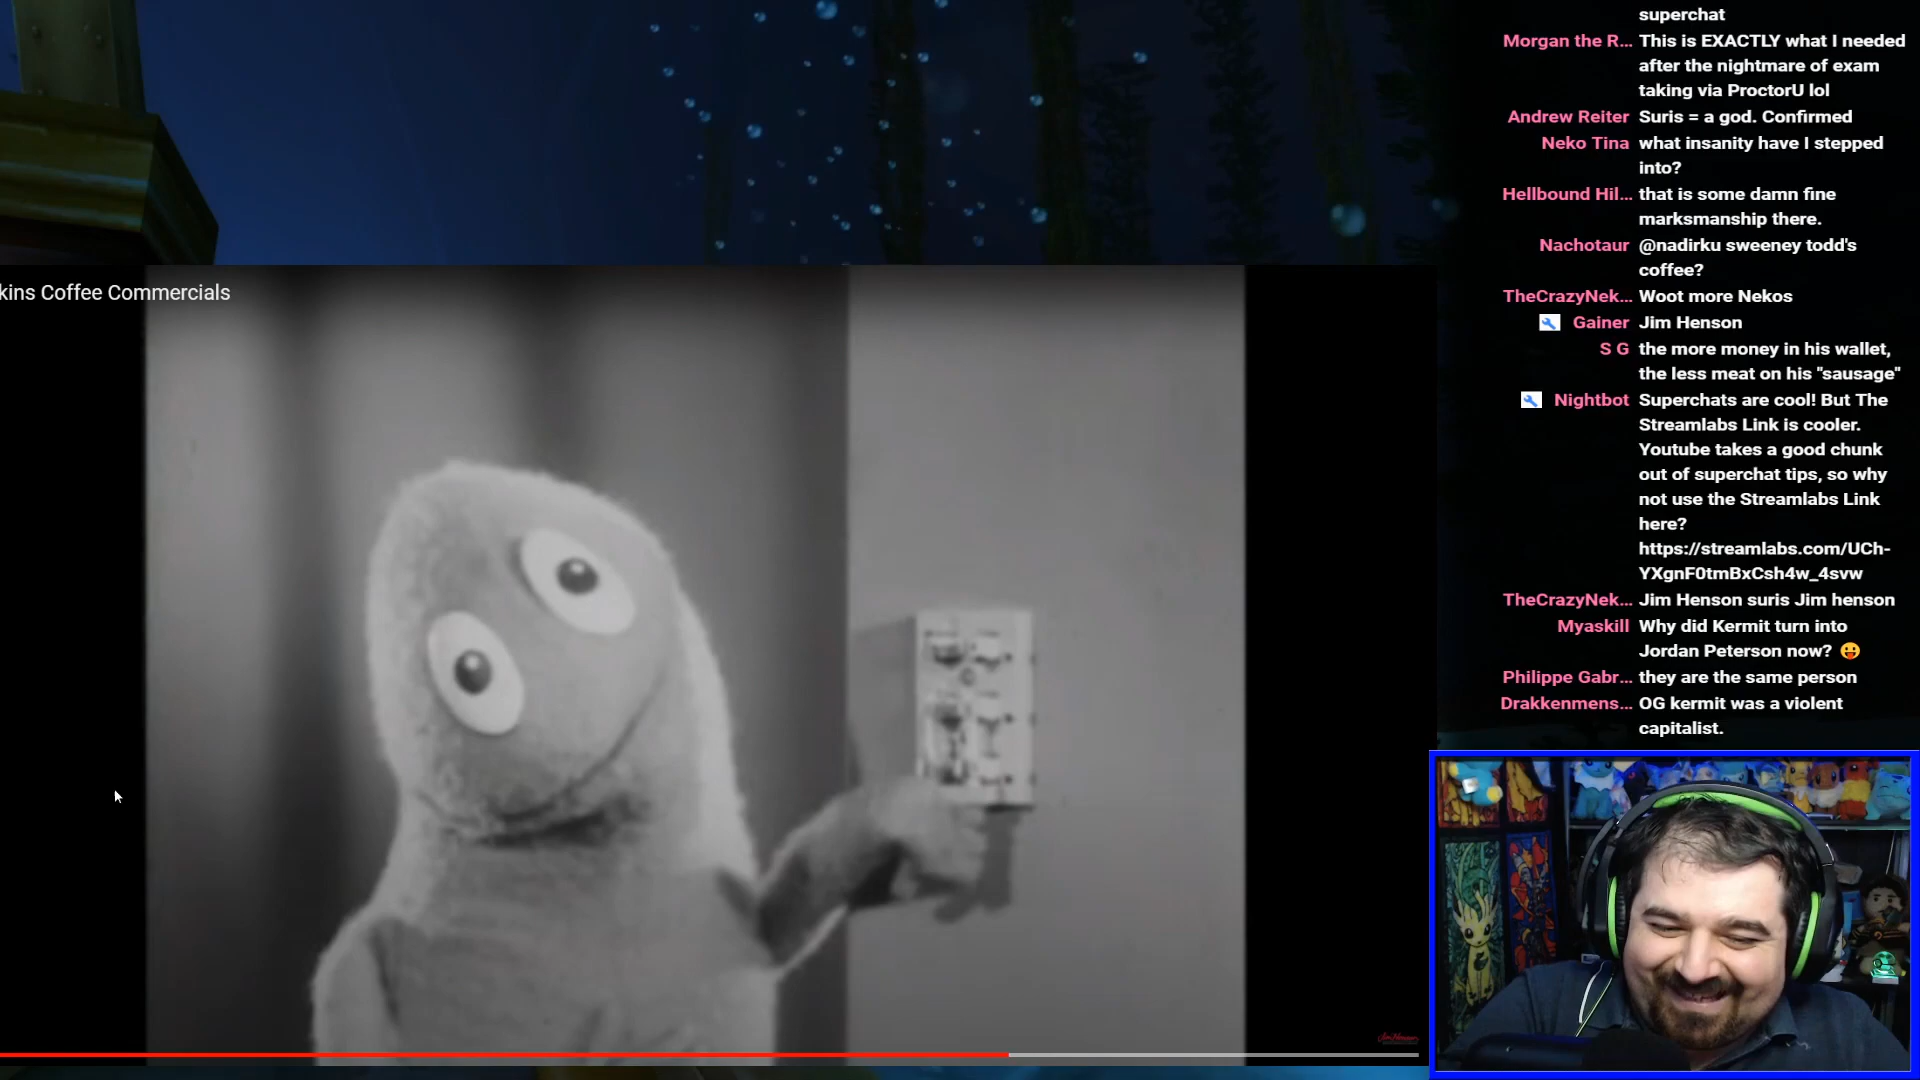 superchat
Morgan the R... This is EXACTLY what I needed
after the nightmare of exam
taking via ProctorU lol
Andrew Reiter Suris = a god. Confirmed
Neko Tina what insanity have I stepped
into?
Hellbound Hil... that is some damn fine
marksmanship there.
Nachotaur @nadirku sweeney todd's
coffee?
TheCrazyNek... Woot more Nekos
Gainer Jim Henson
S G the more money in his wallet,
the less meat on his "sausage"
Nightbot Superchats are cool! But The
Streamlabs Link is cooler.
Youtube takes a good chunk
out of superchat tips, so why
not use the Streamlabs Link
here?
https://streamlabs.com/UCh-
YXgnF0tmBxCsh4w_4svw
TheCrazyNek... Jim Henson suris Jim henson
Myaskill Why did Kermit turn into
Jordan Peterson now? 😛
Philippe Gabr... they are the same person
Drakkenmens... OG kermit was a violent
capitalist.
kins Coffee Commercials
Jim Henson